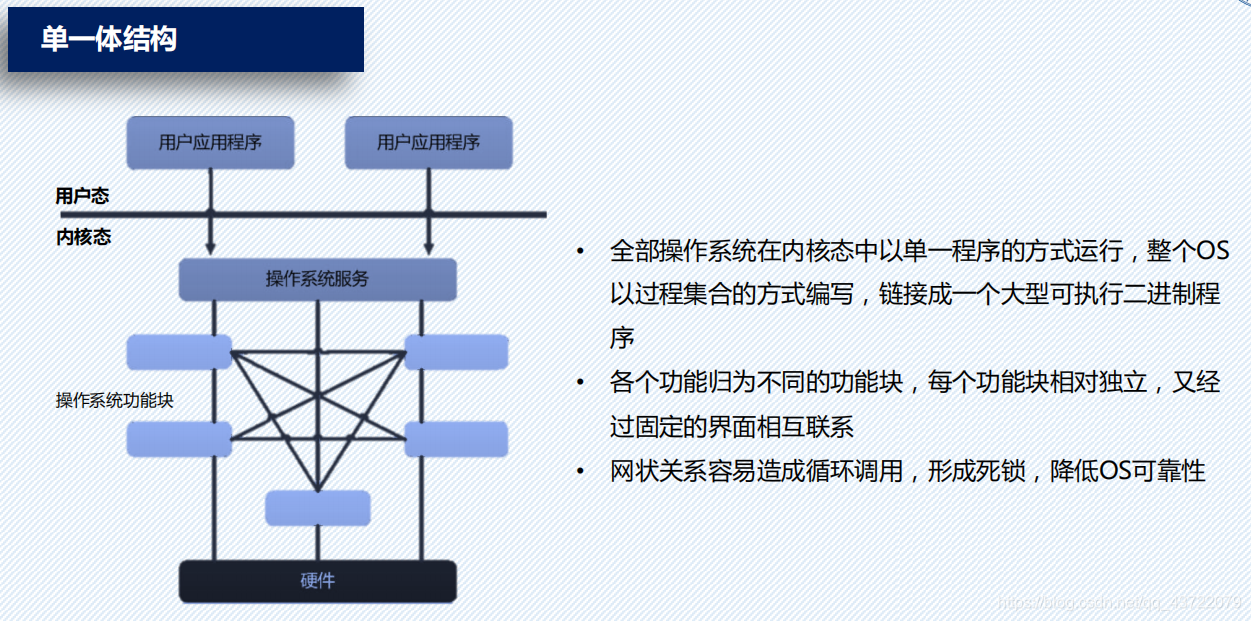 单一体结构
用户应用程序
用户应用程序
用户态
内核态
操作系统服务
操作系统功能块
硬件
• 全部操作系统在内核态中以单一程序的方式运行，整个OS
以过程集合的方式编写，链接成一个大型可执行二进制程
序
• 各个功能归为不同的功能块，每个功能块相对独立，又经
过固定的界面相互联系
• 网状关系容易造成循环调用，形成死锁，降低OS可靠性
https://blog.csdn.net/qq_43722079